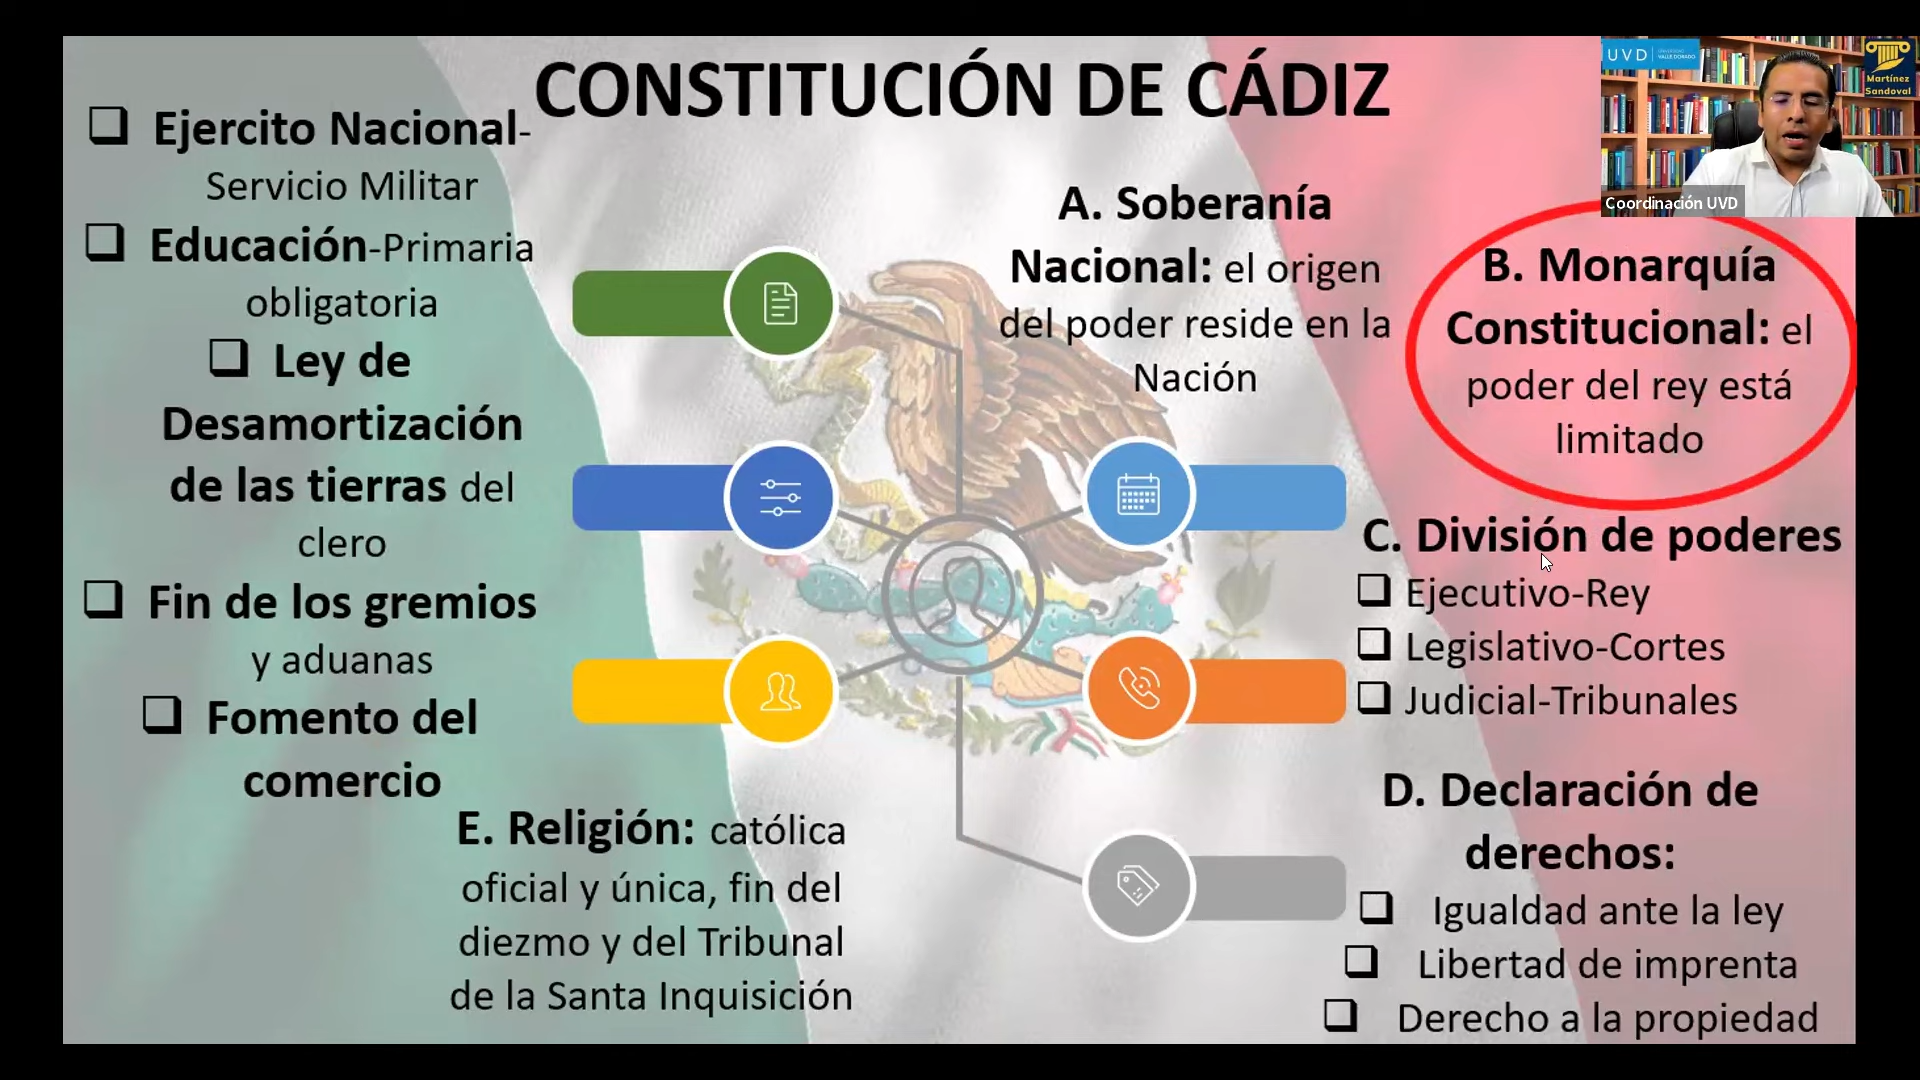 CONSTITUCIÓN DE CÁDIZ
❑ Ejercito Nacional-
Servicio Militar
❑ Educación-Primaria
obligatoria
❑ Ley de
Desamortización
de las tierras del
clero
❑ Fin de los gremios
y aduanas
❑ Fomento del
comercio
E. Religión: católica
oficial y única, fin del
diezmo y del Tribunal
de la Santa Inquisición
A. Soberanía
Nacional: el origen
del poder reside en la
Nación
B. Monarquía
Constitucional: el
poder del rey está
limitado
C. División de poderes
❑ Ejecutivo-Rey
❑ Legislativo-Cortes
❑ Judicial-Tribunales
D. Declaración de
derechos:
❑ Igualdad ante la ley
❑ Libertad de imprenta
❑ Derecho a la propiedad
UVD
UNIVERSIDAD
VALLE DORADO
Martínez
Sandoval
Coordinación UVD